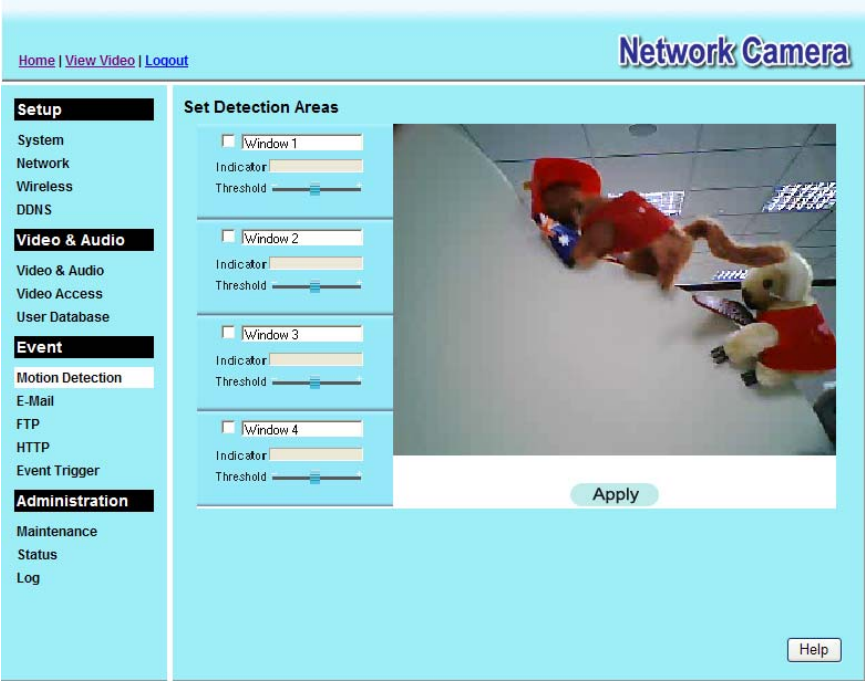 Home | View Video | Logout
Network Camera
Setup
System
Network
Wireless
DDNS
Video & Audio
Video & Audio
Video Access
User Database
Event
Motion Detection
E-Mail
FTP
HTTP
Event Trigger
Administration
Maintenance
Status
Log
Set Detection Areas
Window 1
Indicator
Threshold - +
Window 2
Indicator
Threshold - +
Window 3
Indicator
Threshold - +
Window 4
Indicator
Threshold - +
Apply
Help